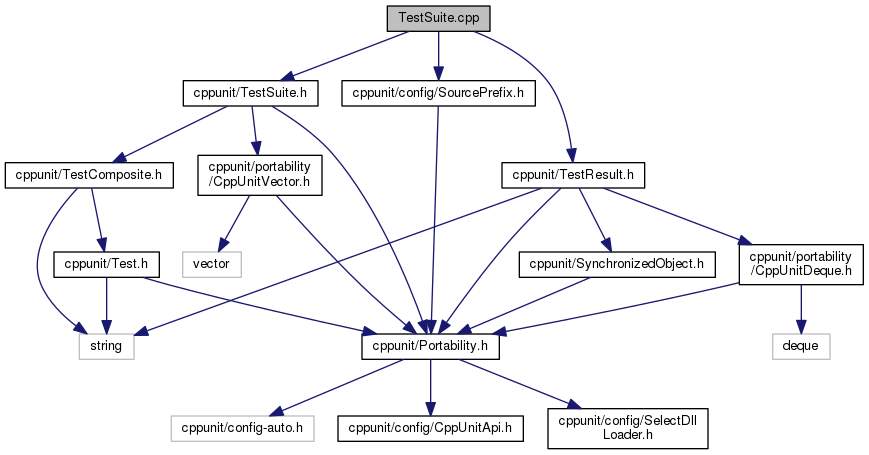 TestSuite.cpp
cppunit/TestSuite.h
cppunit/config/SourcePrefix.h
cppunit/TestComposite.h
cppunit/portability
/CppUnitVector.h
cppunit/TestResult.h
cppunit/Test.h
vector
cppunit/SynchronizedObject.h
cppunit/portability
/CppUnitDeque.h
string
cppunit/Portability.h
deque
cppunit/config-auto.h
cppunit/config/CppUnitApi.h
cppunit/config/SelectDll
Loader.h